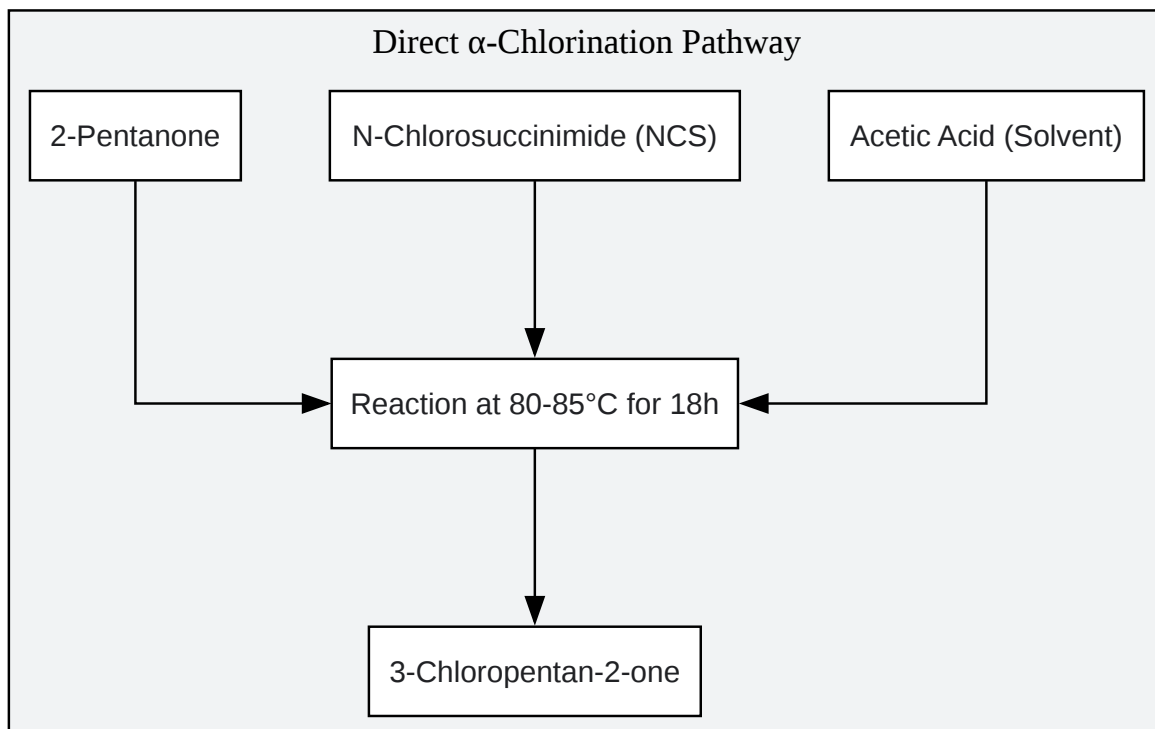 Direct α-Chlorination Pathway
2-Pentanone
N-Chlorosuccinimide (NCS)
Acetic Acid (Solvent)
Reaction at 80-85°C for 18h
3-Chloropentan-2-one